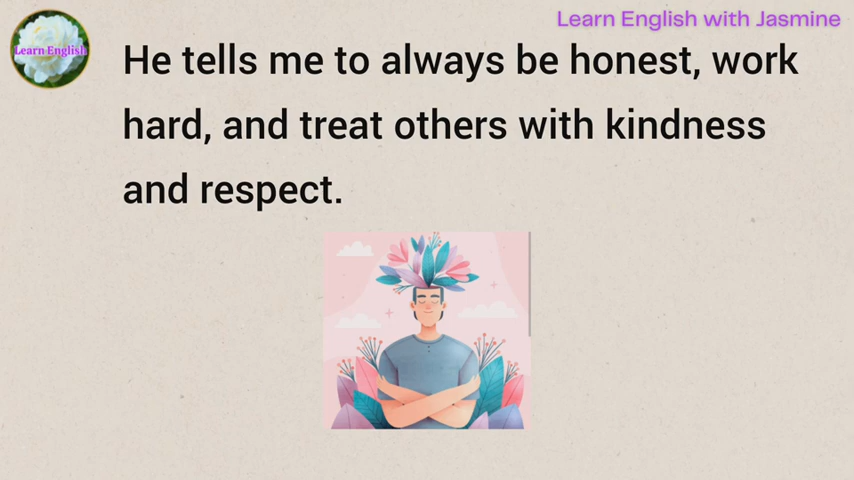 Learn English with Jasmine
Learn English
He tells me to always be honest, work
hard, and treat others with kindness
and respect.